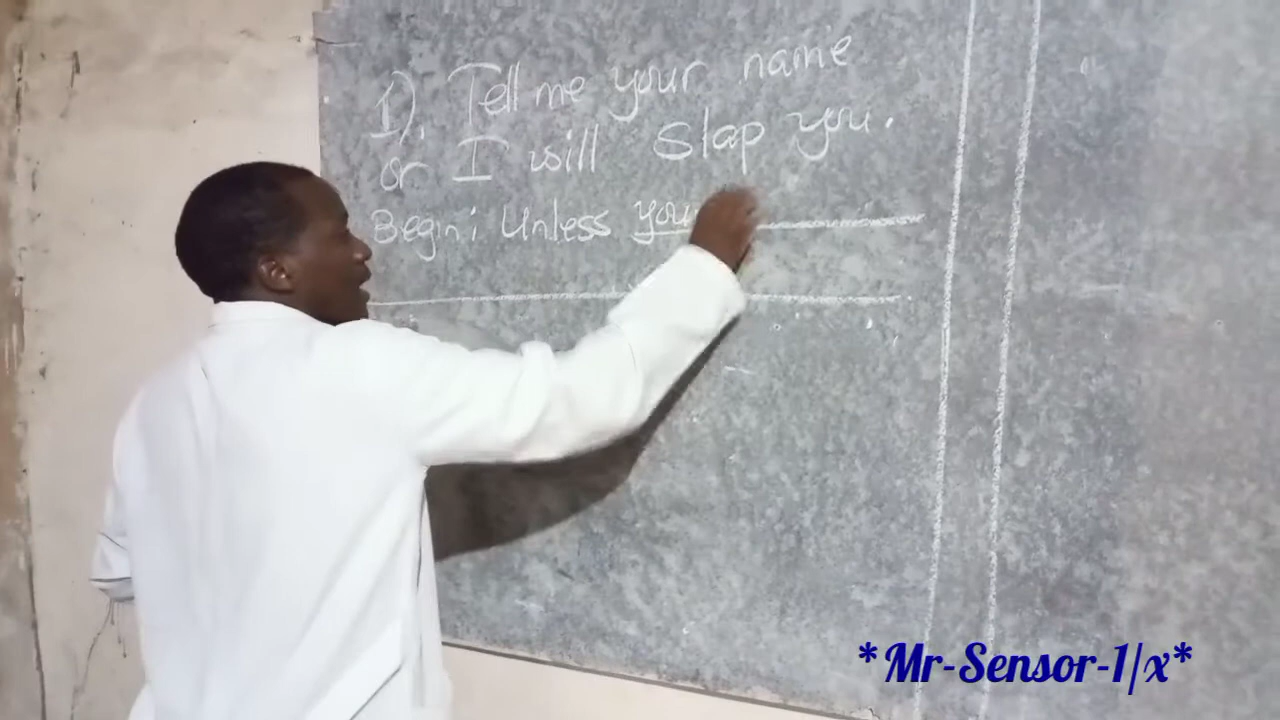 1). Tell me your name
or I will slap you.
Begin: Unless you
*Mr-Sensor-1/x*